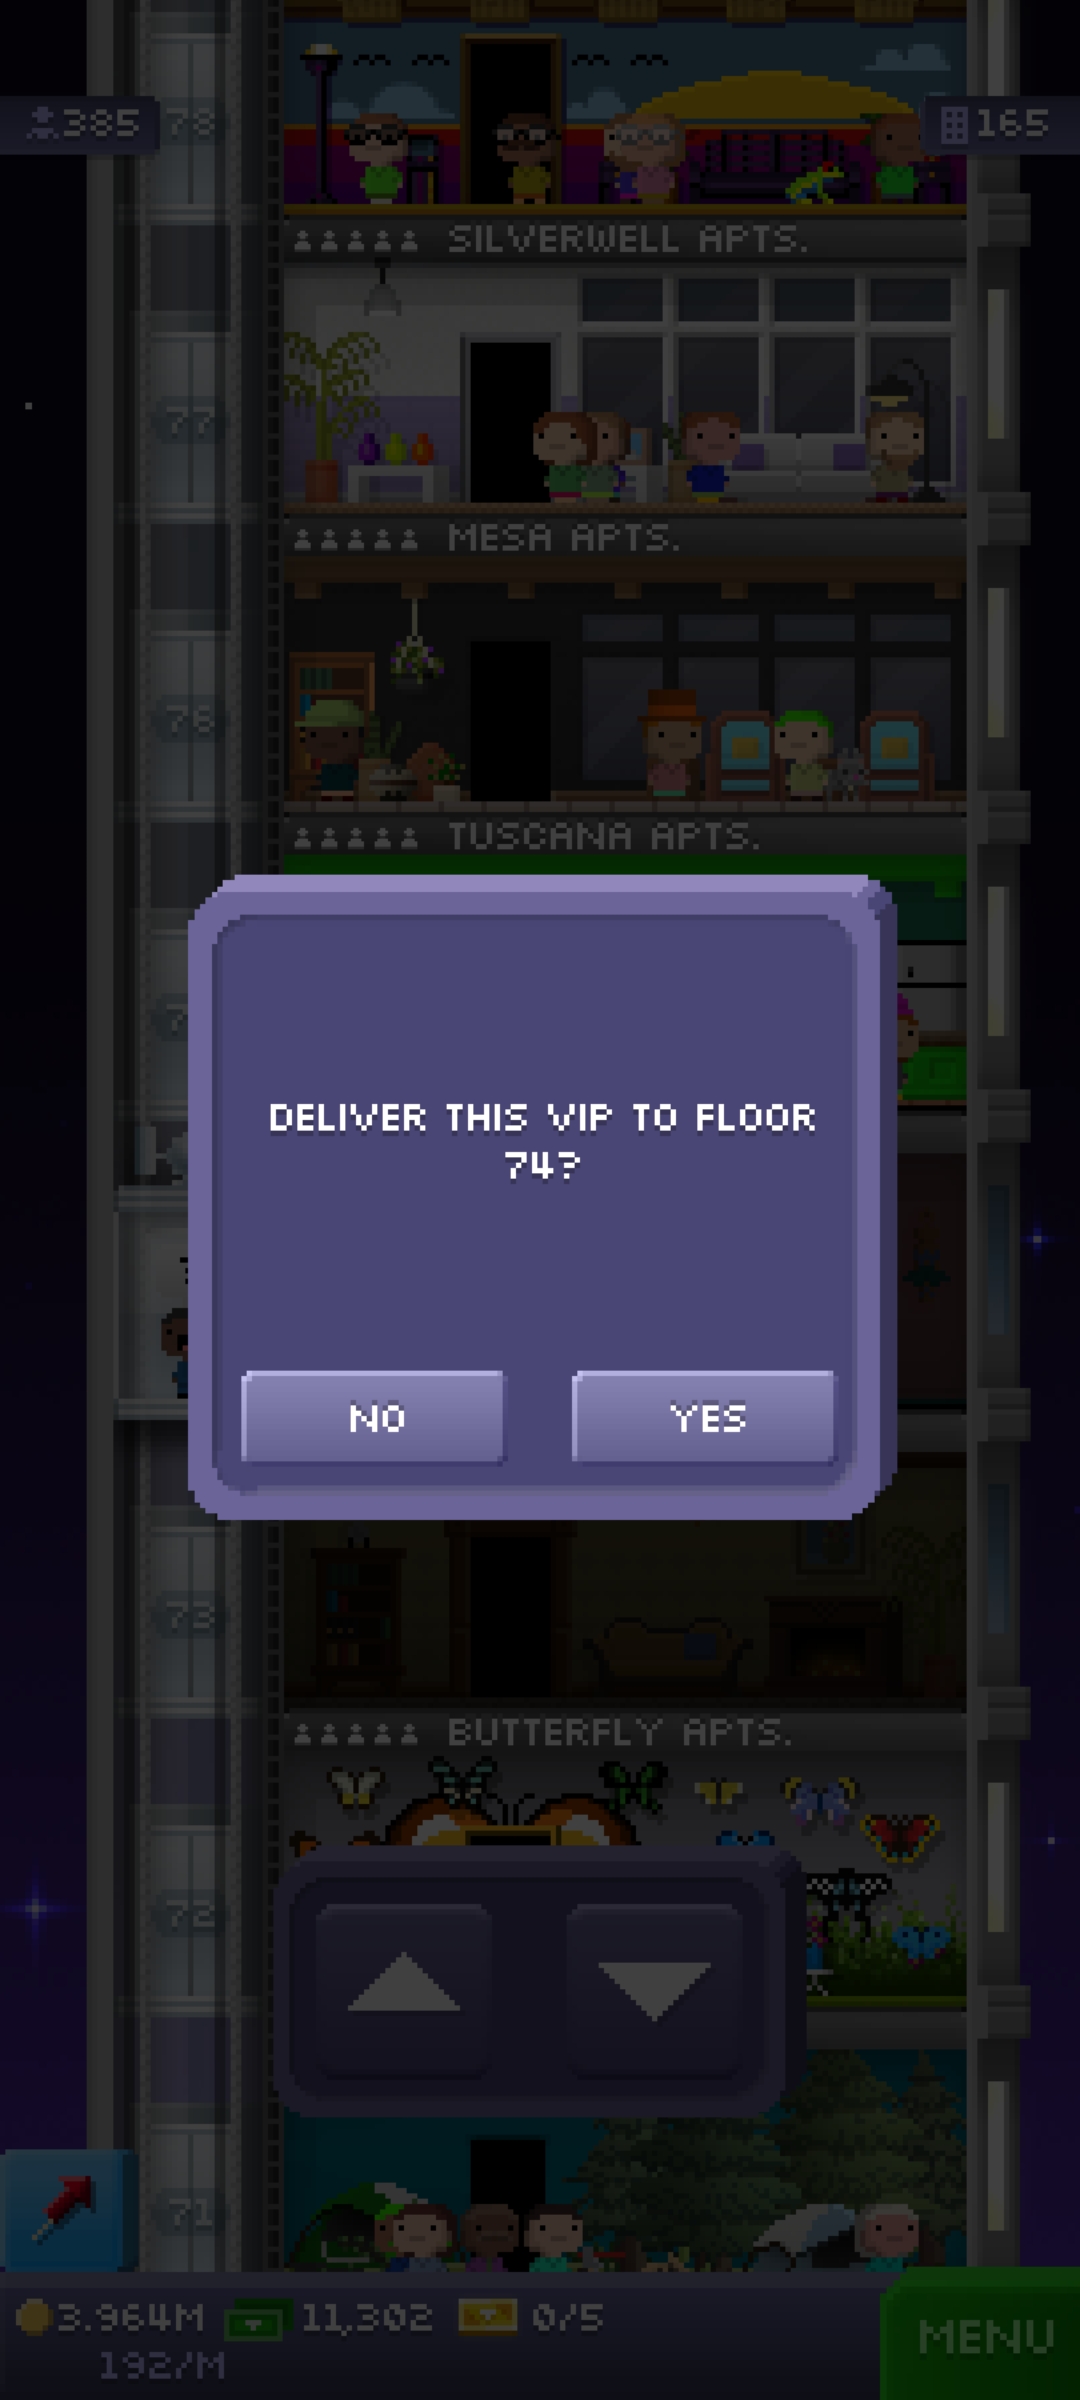 385
78
165
SILVERWELL APTS.
77
MESA APTS.
76
TUSCANA APTS.
DELIVER THIS VIP TO FLOOR
74?
NO
YES
73
BUTTERFLY APTS.
72
71
3.964M
11,302
0/5
192/M
MENU